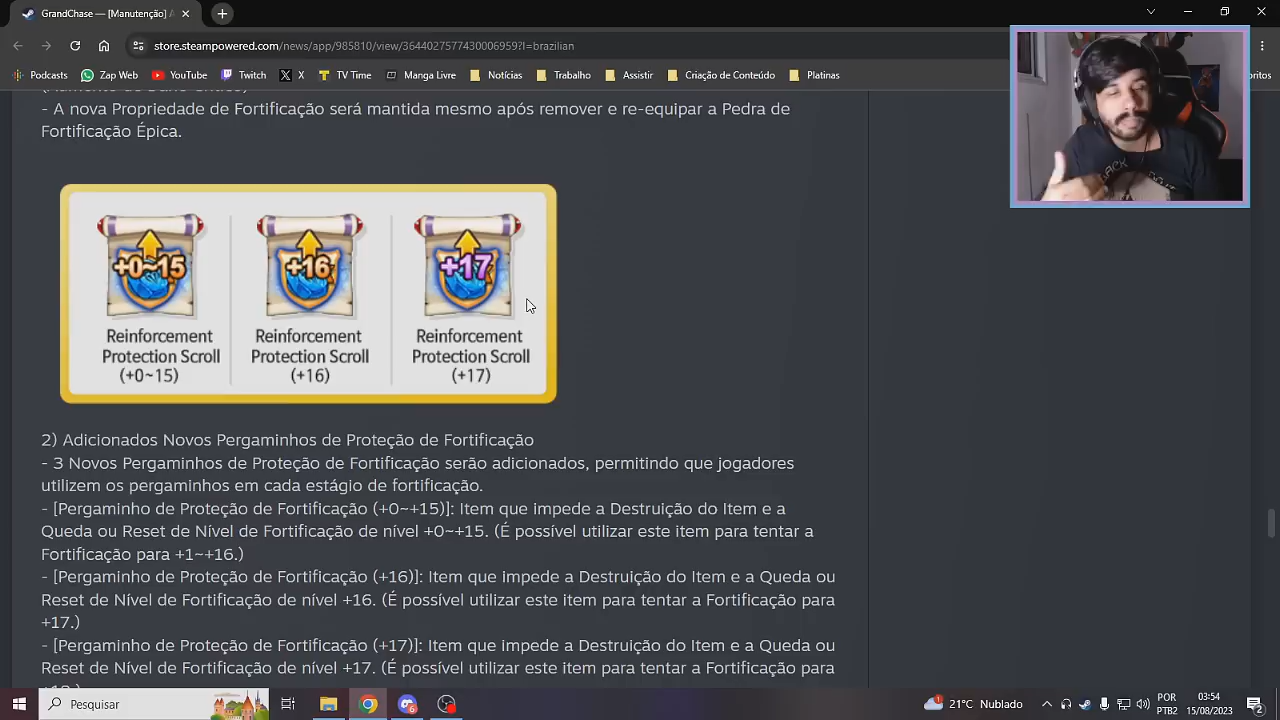 GrandChase — [Manutenção] A
store.steampowered.com/news/app/985810/view/3644027577430006959?l=brazilian
Podcasts
Zap Web
YouTube
Twitch
X
TV Time
Manga Livre
Notícias
Trabalho
Assistir
Criação de Conteúdo
Platinas
oritos
- A nova Propriedade de Fortificação será mantida mesmo após remover e re-equipar a Pedra de
Fortificação Épica.
+0~15
+16
+17
Reinforcement
Protection Scroll
(+0~15)
Reinforcement
Protection Scroll
(+16)
Reinforcement
Protection Scroll
(+17)
2) Adicionados Novos Pergaminhos de Proteção de Fortificação
- 3 Novos Pergaminhos de Proteção de Fortificação serão adicionados, permitindo que jogadores
utilizem os pergaminhos em cada estágio de fortificação.
- [Pergaminho de Proteção de Fortificação (+0~+15)]: Item que impede a Destruição do Item e a
Queda ou Reset de Nível de Fortificação de nível +0~+15. (É possível utilizar este item para tentar a
Fortificação para +1~+16.)
- [Pergaminho de Proteção de Fortificação (+16)]: Item que impede a Destruição do Item e a Queda ou
Reset de Nível de Fortificação de nível +16. (É possível utilizar este item para tentar a Fortificação para
+17.)
- [Pergaminho de Proteção de Fortificação (+17)]: Item que impede a Destruição do Item e a Queda ou
Reset de Nível de Fortificação de nível +17. (É possível utilizar este item para tentar a Fortificação para
Pesquisar
21°C Nublado
POR
PTB2
03:54
15/08/2023
2